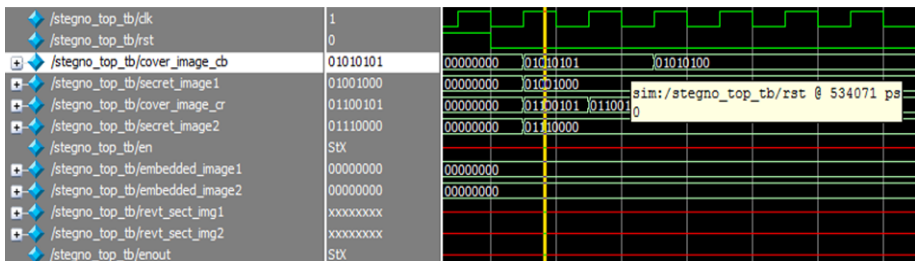 /stegno_top_tb/clk 1
/stegno_top_tb/rst 0
/stegno_top_tb/cover_image_cb 01010101 00000000 01010101 01010100
/stegno_top_tb/secret_image1 01001000 00000000 01001000
/stegno_top_tb/cover_image_cr 01100101 00000000 01100101 011001
/stegno_top_tb/secret_image2 01110000 00000000 01110000
sim:/stegno_top_tb/rst @ 534071 ps
0
/stegno_top_tb/en StX
/stegno_top_tb/embedded_image1 00000000 00000000
/stegno_top_tb/embedded_image2 00000000 00000000
/stegno_top_tb/revt_sect_img1 xxxxxxxx
/stegno_top_tb/revt_sect_img2 xxxxxxxx
/stegno_top_tb/enout StX